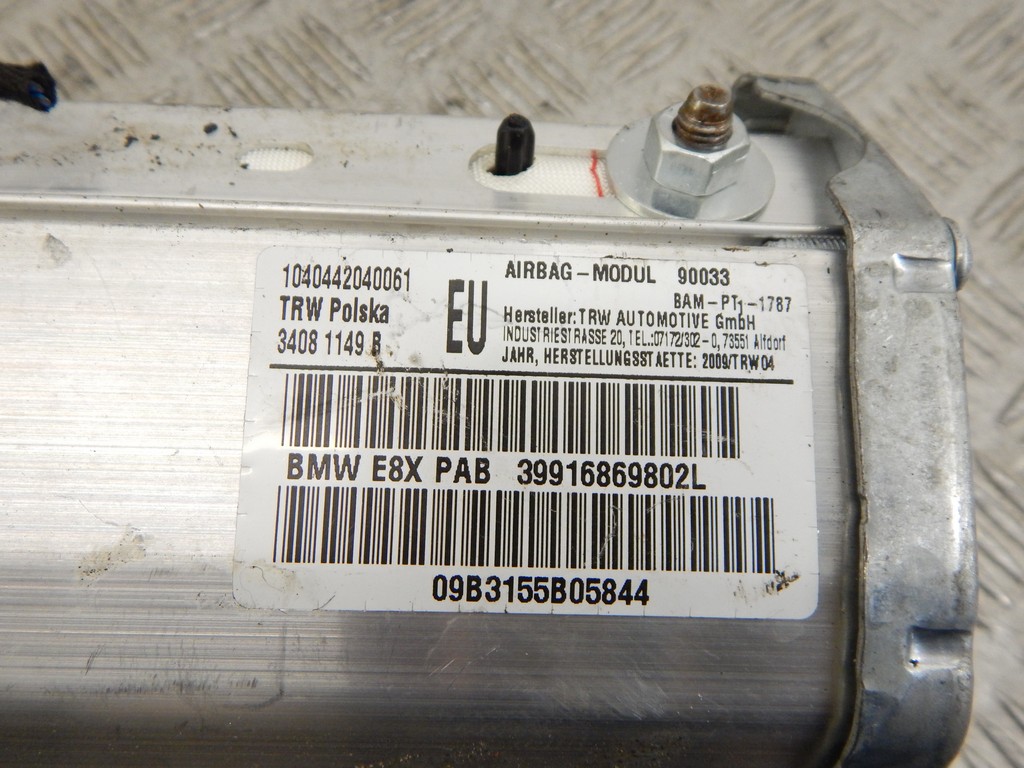 1040442040061
TRW Polska
3408 1149 B
EU
AIRBAG-MODUL 90033
BAM-PT1-1787
Hersteller: TRW AUTOMOTIVE GmbH
INDUSTRIESTRASSE 20, TEL.:07172/302-0, 73551 Alfdorf
JAHR, HERSTELLUNGSSTAETTE: 2009/TRW04
BMW E8X PAB 39916869802L
09B3155B05844